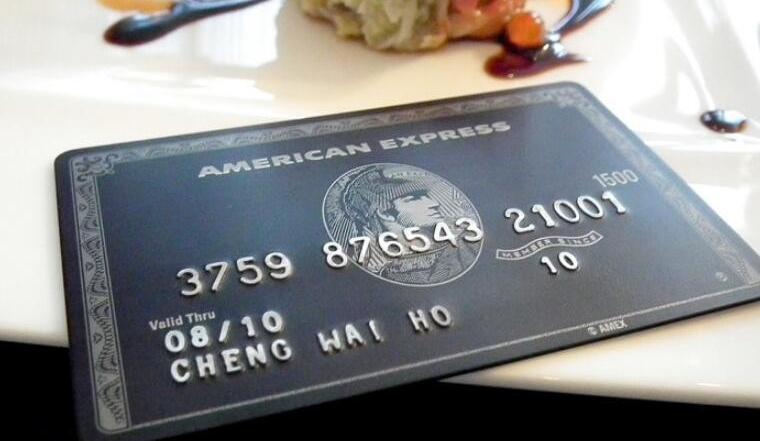 AMERICAN EXPRESS
1500
3759 876543 21001
MEMBER SINCE
10
Valid Thru
08/10
CHENG WAI HO
© AMEX